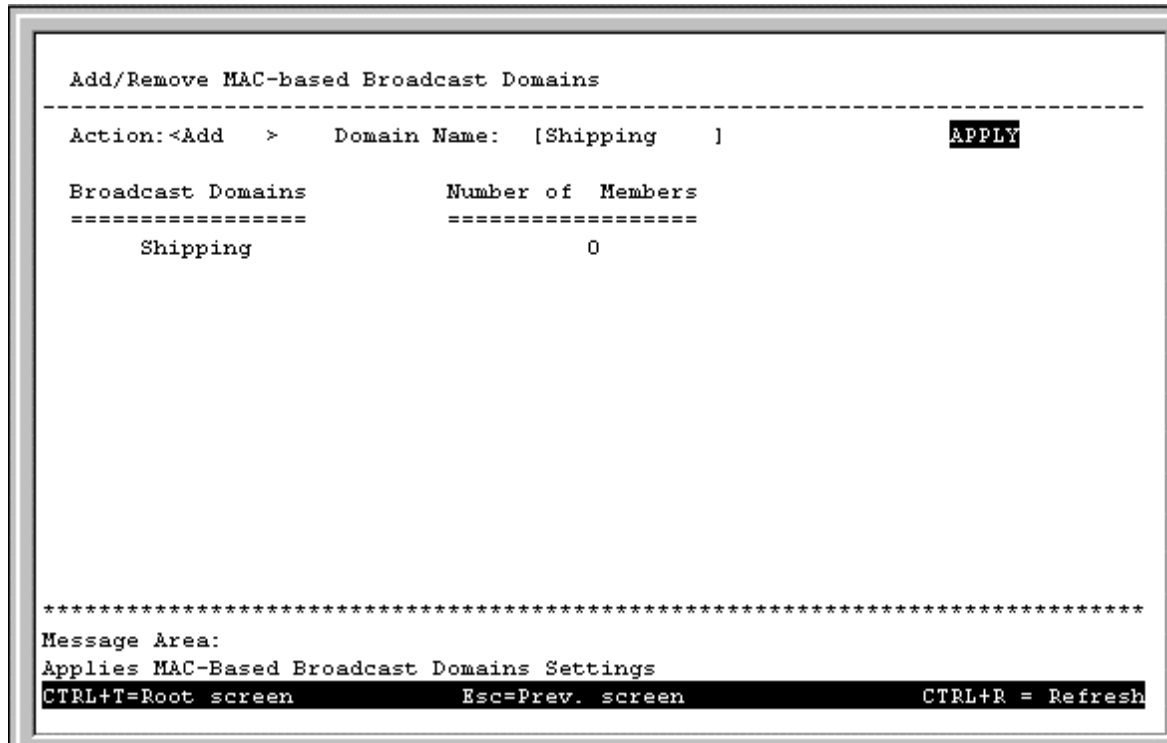 Add/Remove MAC-based Broadcast Domains
-------------------------------------------------------------------------------
Action:<Add   >    Domain Name:  [Shipping    ]                APPLY
Broadcast Domains          Number of  Members
=================          ==================
Shipping                        0
*******************************************************************************
Message Area:
Applies MAC-Based Broadcast Domains Settings
CTRL+T=Root screen            Esc=Prev. screen                 CTRL+R = Refresh